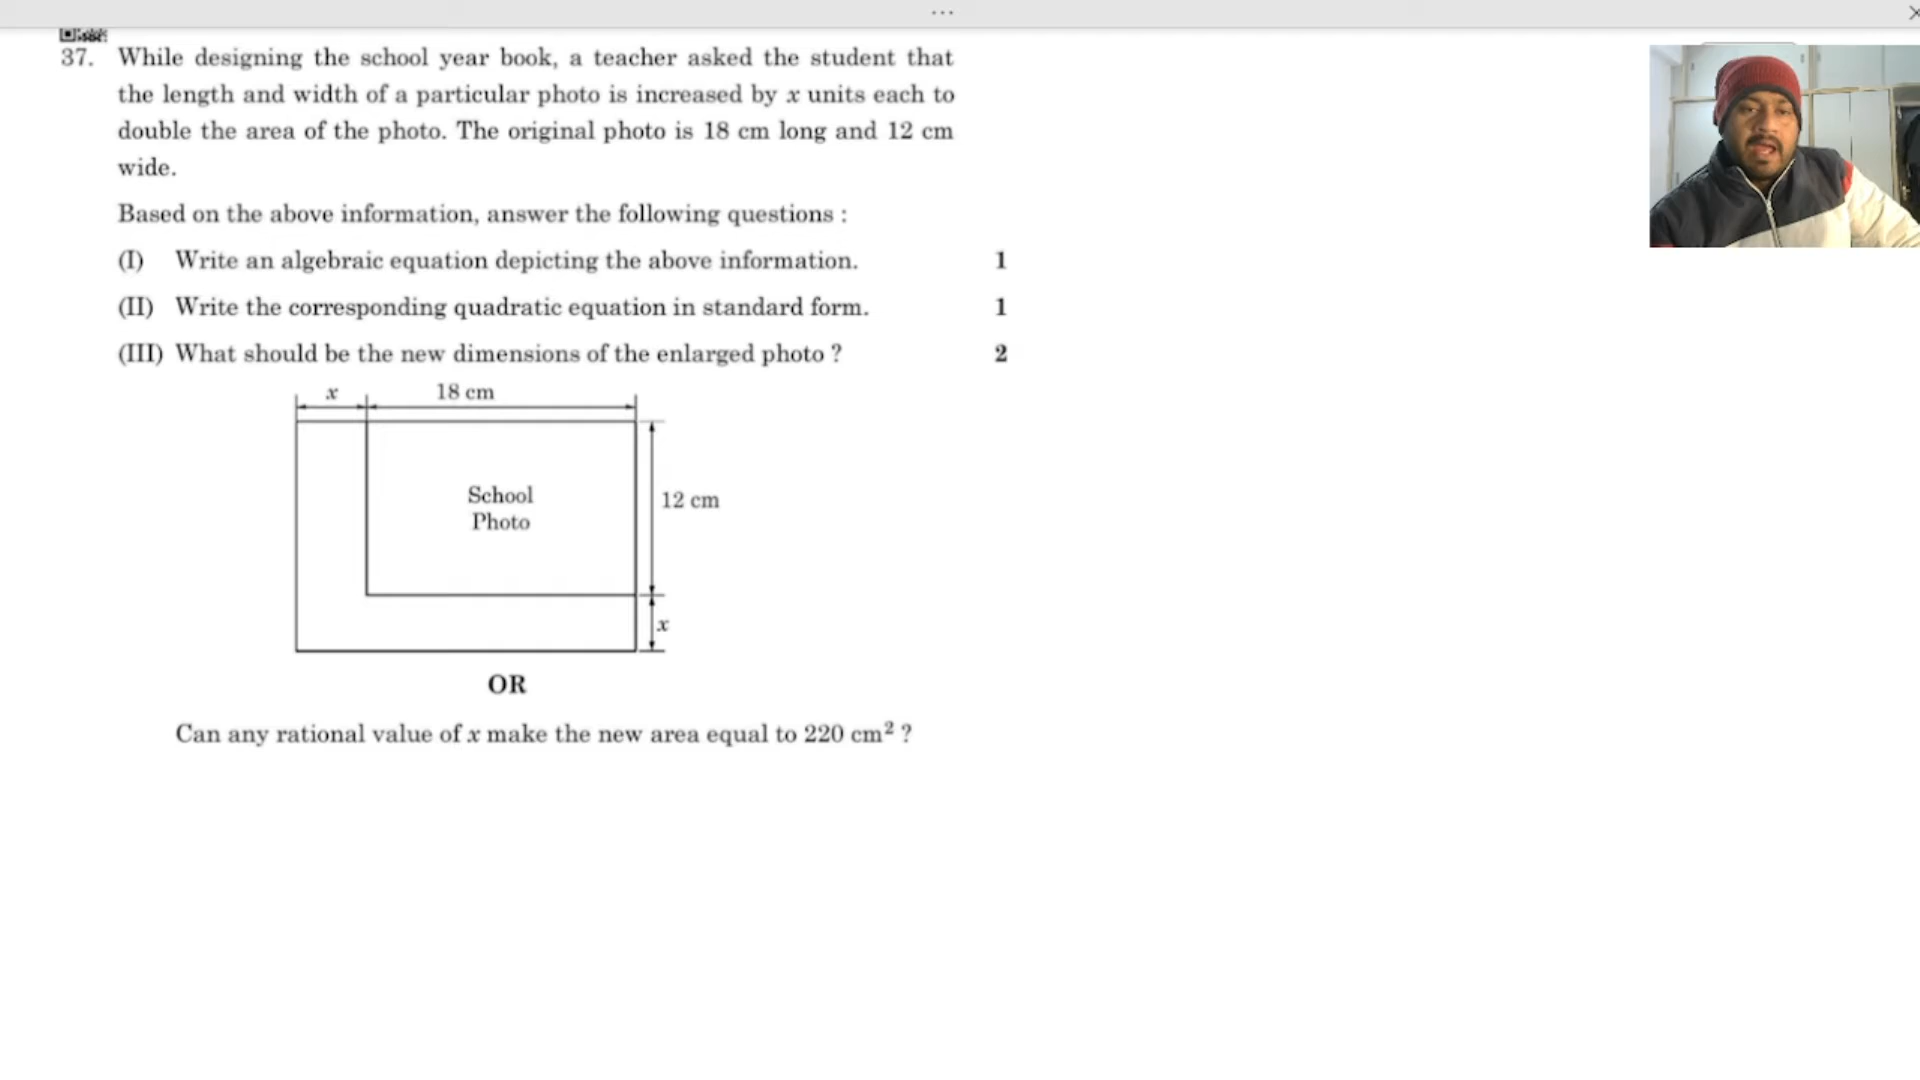 ...
37. While designing the school year book, a teacher asked the student that
the length and width of a particular photo is increased by x units each to
double the area of the photo. The original photo is 18 cm long and 12 cm
wide.
Based on the above information, answer the following questions :
(I) Write an algebraic equation depicting the above information. 1
(II) Write the corresponding quadratic equation in standard form. 1
(III) What should be the new dimensions of the enlarged photo ? 2
x 18 cm
School
Photo
12 cm
x
OR
Can any rational value of x make the new area equal to 220 cm² ?